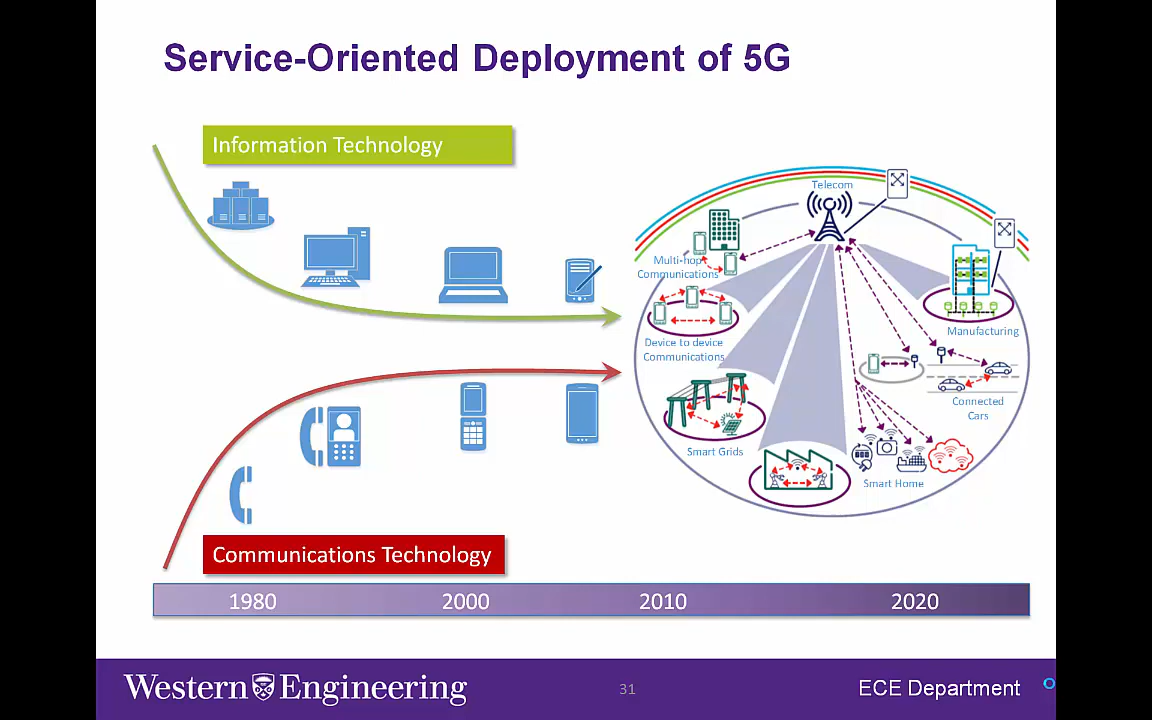 Service-Oriented Deployment of 5G
Information Technology
Telecom
Multi-hop
Communications
Device to device
Communications
Manufacturing
Connected
Cars
Smart Grids
Smart Home
Communications Technology
1980 2000 2010 2020
Western Engineering 31 ECE Department